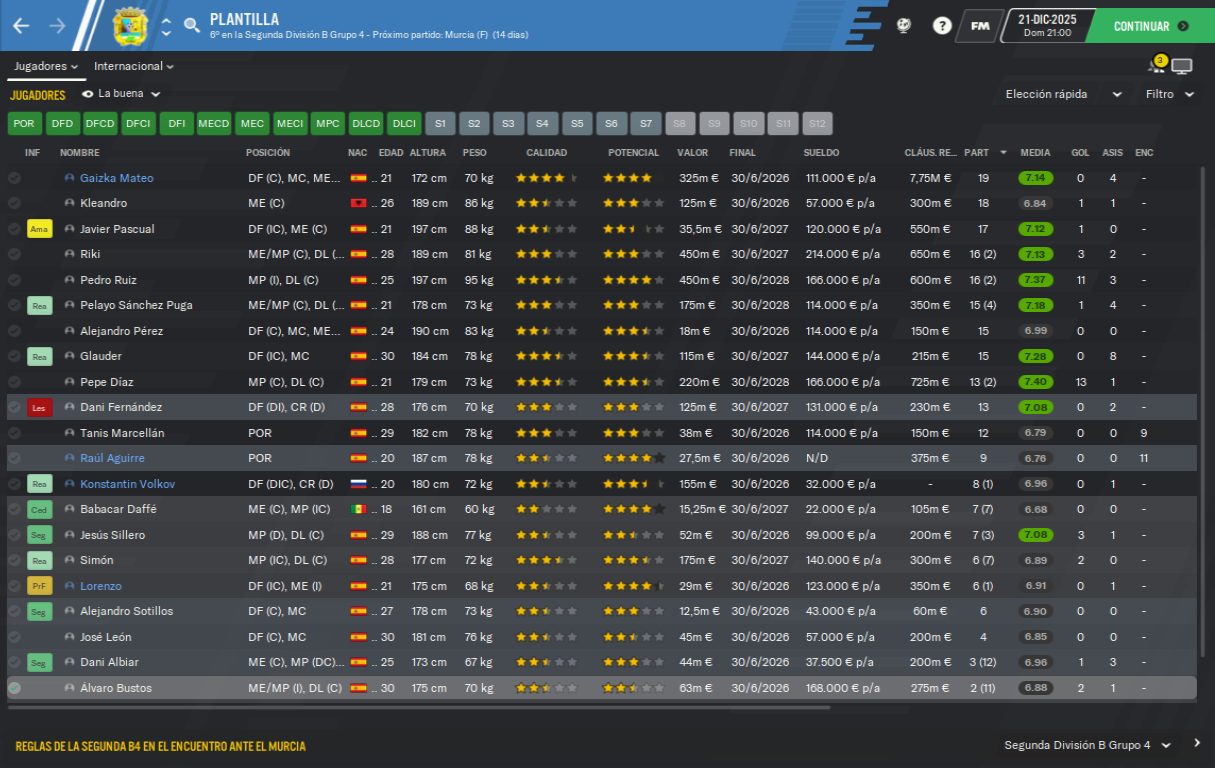 PLANTILLA
6º en la Segunda División B Grupo 4 - Próximo partido: Murcia (F) (14 días)
?
FM
21-DIC-2025
Dom 21:00
CONTINUAR
Jugadores Internacional
3
JUGADORES La buena Elección rápida Filtro
POR DFD DFCD DFCI DFI MECD MEC MECI MPC DLCD DLCI S1 S2 S3 S4 S5 S6 S7 S8 S9 S10 S11 S12
INF NOMBRE POSICIÓN NAC EDAD ALTURA PESO CALIDAD POTENCIAL VALOR FINAL SUELDO CLÁUS. RE... PART MEDIA GOL ASIS ENC
Gaizka Mateo DF (C), MC, ME... .. 21 172 cm 70 kg 325m € 30/6/2026 111.000 € p/a 7,75M € 19 7.14 0 4 -
Kleandro ME (C) .. 26 189 cm 86 kg 125m € 30/6/2026 57.000 € p/a 300m € 18 6.84 1 1 -
Ama Javier Pascual DF (IC), ME (C) .. 21 197 cm 88 kg 35,5m € 30/6/2027 120.000 € p/a 550m € 17 7.12 1 0 -
Riki ME/MP (C), DL (... .. 28 189 cm 81 kg 450m € 30/6/2027 214.000 € p/a 650m € 16 (2) 7.13 3 2 -
Pedro Ruiz MP (I), DL (C) .. 25 197 cm 95 kg 450m € 30/6/2028 166.000 € p/a 600m € 16 (2) 7.37 11 3 -
Rea Pelayo Sánchez Puga ME/MP (C), DL (... .. 21 178 cm 73 kg 175m € 30/6/2028 114.000 € p/a 350m € 15 (4) 7.18 1 4 -
Alejandro Pérez DF (C), MC, ME... .. 24 190 cm 83 kg 18m € 30/6/2026 114.000 € p/a 150m € 15 6.99 0 0 -
Rea Glauder DF (IC), MC .. 30 184 cm 78 kg 115m € 30/6/2027 144.000 € p/a 215m € 15 7.28 0 8 -
Pepe Díaz MP (C), DL (C) .. 21 179 cm 73 kg 220m € 30/6/2028 166.000 € p/a 725m € 13 (2) 7.40 13 1 -
Les Dani Fernández DF (DI), CR (D) .. 28 176 cm 70 kg 125m € 30/6/2027 131.000 € p/a 230m € 13 7.08 0 2 -
Tanis Marcellán POR .. 29 182 cm 78 kg 38m € 30/6/2026 114.000 € p/a 150m € 12 6.79 0 0 9
Raúl Aguirre POR .. 20 187 cm 78 kg 27,5m € 30/6/2026 N/D 375m € 9 6.76 0 0 11
Rea Konstantin Volkov DF (DIC), CR (D) .. 20 180 cm 72 kg 155m € 30/6/2026 32.000 € p/a - 8 (1) 6.96 0 1 -
Ced Babacar Daffé ME (C), MP (IC) .. 18 161 cm 60 kg 15,25m € 30/6/2027 22.000 € p/a 105m € 7 (7) 6.68 0 1 -
Seg Jesús Sillero MP (D), DL (C) .. 29 188 cm 77 kg 52m € 30/6/2026 99.000 € p/a 200m € 7 (3) 7.08 3 1 -
Rea Simón MP (IC), DL (C) .. 28 177 cm 72 kg 175m € 30/6/2027 140.000 € p/a 300m € 6 (7) 6.89 2 0 -
PrF Lorenzo DF (IC), ME (I) .. 21 175 cm 68 kg 29m € 30/6/2026 123.000 € p/a 350m € 6 (1) 6.91 0 1 -
Seg Alejandro Sotillos DF (C), MC .. 27 178 cm 73 kg 12,5m € 30/6/2026 43.000 € p/a 60m € 6 6.90 0 0 -
José León DF (C), MC .. 30 181 cm 76 kg 45m € 30/6/2026 57.000 € p/a 200m € 4 6.85 0 0 -
Seg Dani Albiar ME (C), MP (DC)... .. 25 173 cm 67 kg 44m € 30/6/2026 37.500 € p/a 200m € 3 (12) 6.96 1 3 -
Álvaro Bustos ME/MP (I), DL (C) .. 30 175 cm 70 kg 63m € 30/6/2026 168.000 € p/a 275m € 2 (11) 6.88 2 1 -
REGLAS DE LA SEGUNDA B4 EN EL ENCUENTRO ANTE EL MURCIA Segunda División B Grupo 4